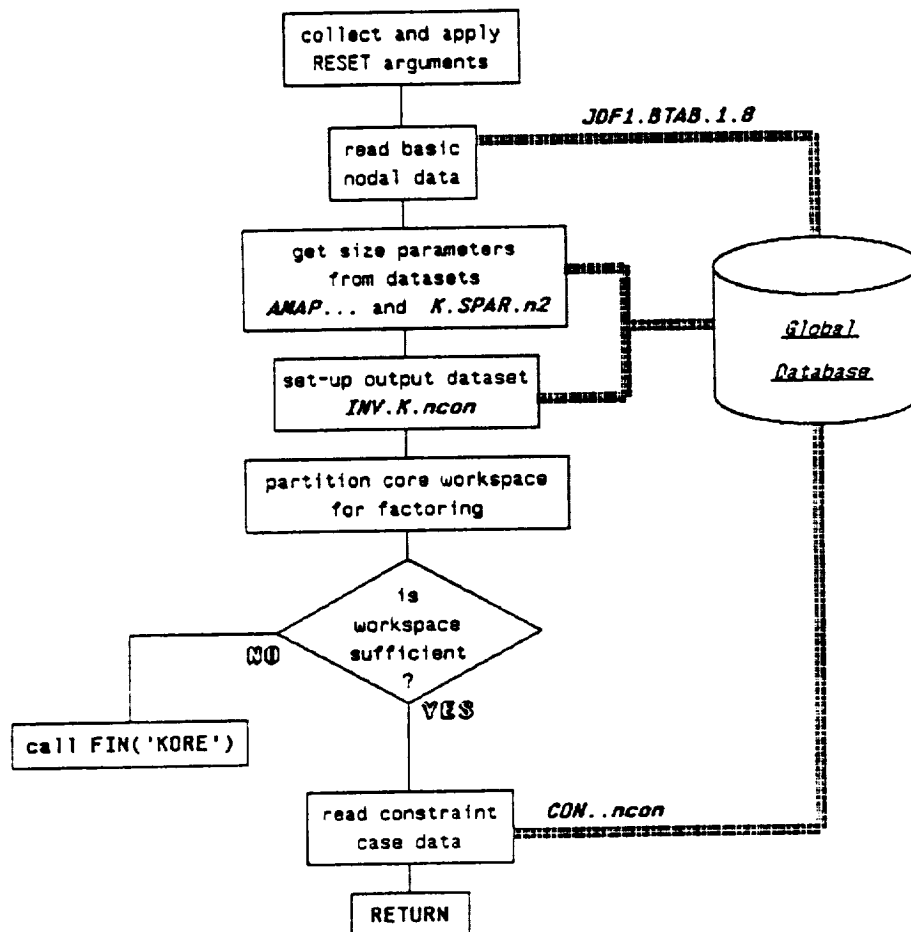 collect and apply
RESET arguments
JDF1.BTAB.1.8
read basic
nodal data
get size parameters
from datasets
AMAP... and K.SPAR.n2
Global
Database
set-up output dataset
INV.K.ncon
partition core workspace
for factoring
is
workspace
sufficient
?
NO
YES
call FIN('KORE')
read constraint
case data
CON..ncon
RETURN